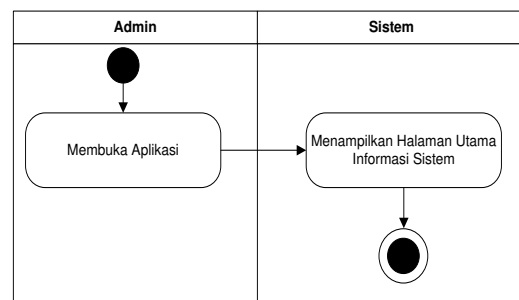 Admin
Sistem
Membuka Aplikasi
Menampilkan Halaman Utama
Informasi Sistem